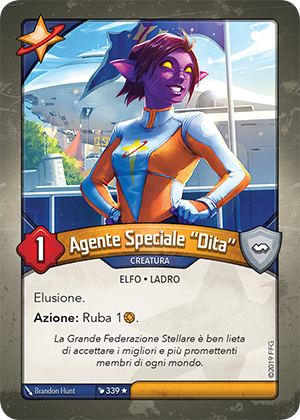 Agente Speciale "Dita"
CREATURA
1
ELFO • LADRO
Elusione.
Azione: Ruba 1.
La Grande Federazione Stellare è ben lieta
di accettare i migliori e più promettenti
membri di ogni mondo.
Brandon Hunt
339
©2019 FFG